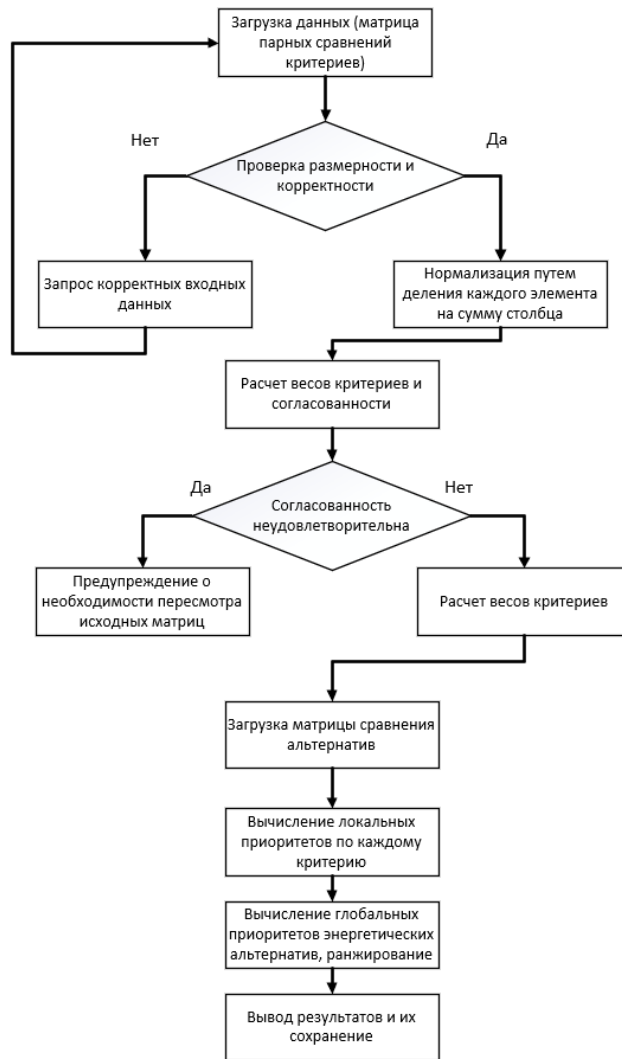 Загрузка данных (матрица
парных сравнений
критериев)
Нет
Да
Проверка размерности и
корректности
Запрос корректных входных
данных
Нормализация путем
деления каждого элемента
на сумму столбца
Расчет весов критериев и
согласованности
Да
Нет
Согласованность
неудовлетворительна
Предупреждение о
необходимости пересмотра
исходных матриц
Расчет весов критериев
Загрузка матрицы сравнения
альтернатив
Вычисление локальных
приоритетов по каждому
критерию
Вычисление глобальных
приоритетов энергетических
альтернатив, ранжирование
Вывод результатов и их
сохранение